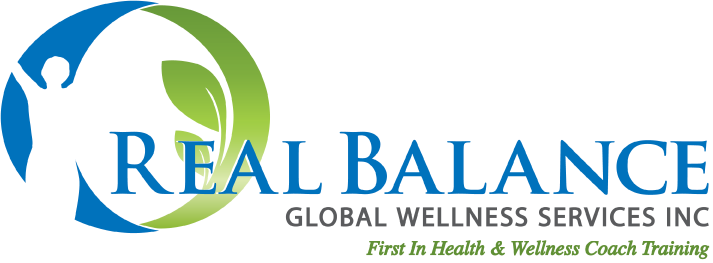 REAL BALANCE
GLOBAL WELLNESS SERVICES INC
First In Health & Wellness Coach Training